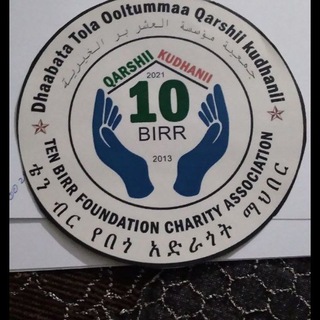 Dhaabata Tola Ooltummaa Qarshii kudhanii
جمعية مؤسسة العشر بر الخيرية
QARSHII KUDHANII
2021
10
BIRR
2013
TEN BIRR FOUNDATION CHARITY ASSOCIATION
ቴን ብር የበጎ አድራጎት ማህበር